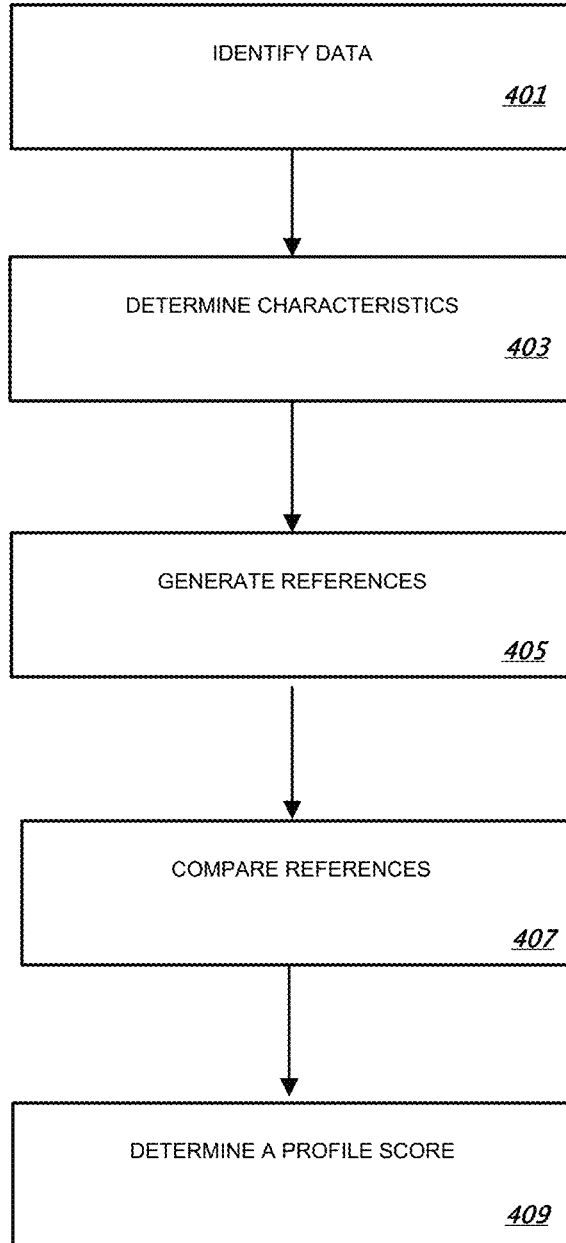 IDENTIFY DATA
401
DETERMINE CHARACTERISTICS
403
GENERATE REFERENCES
405
COMPARE REFERENCES
407
DETERMINE A PROFILE SCORE
409